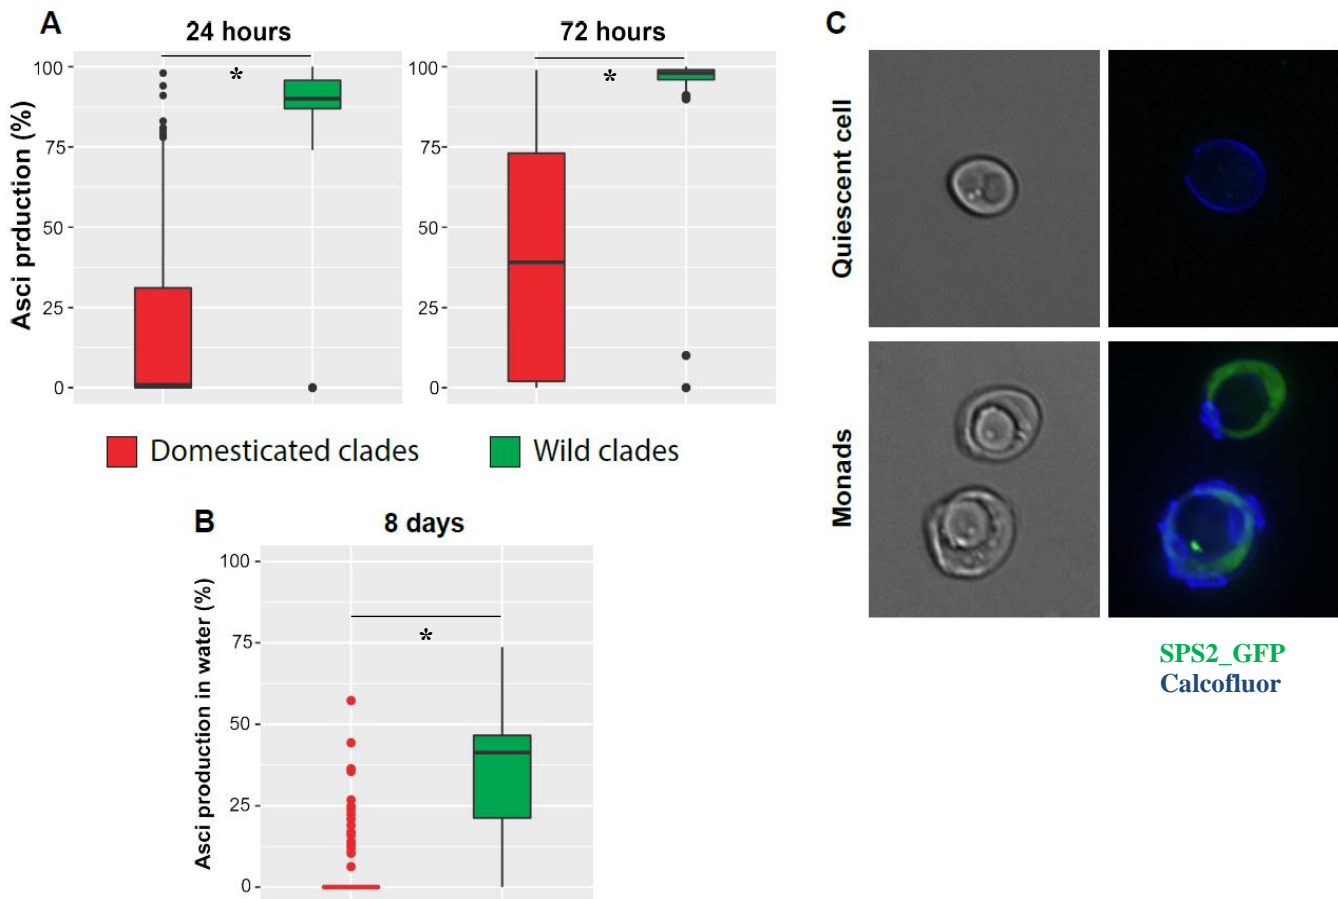 A
24 hours
72 hours
Asci prduction (%)
100
75
50
25
0
*
100
75
50
25
0
*
Domesticated clades
Wild clades
B
8 days
Asci production in water (%)
100
75
50
25
0
*
C
Quiescent cell
Monads
SPS2_GFP
Calcofluor